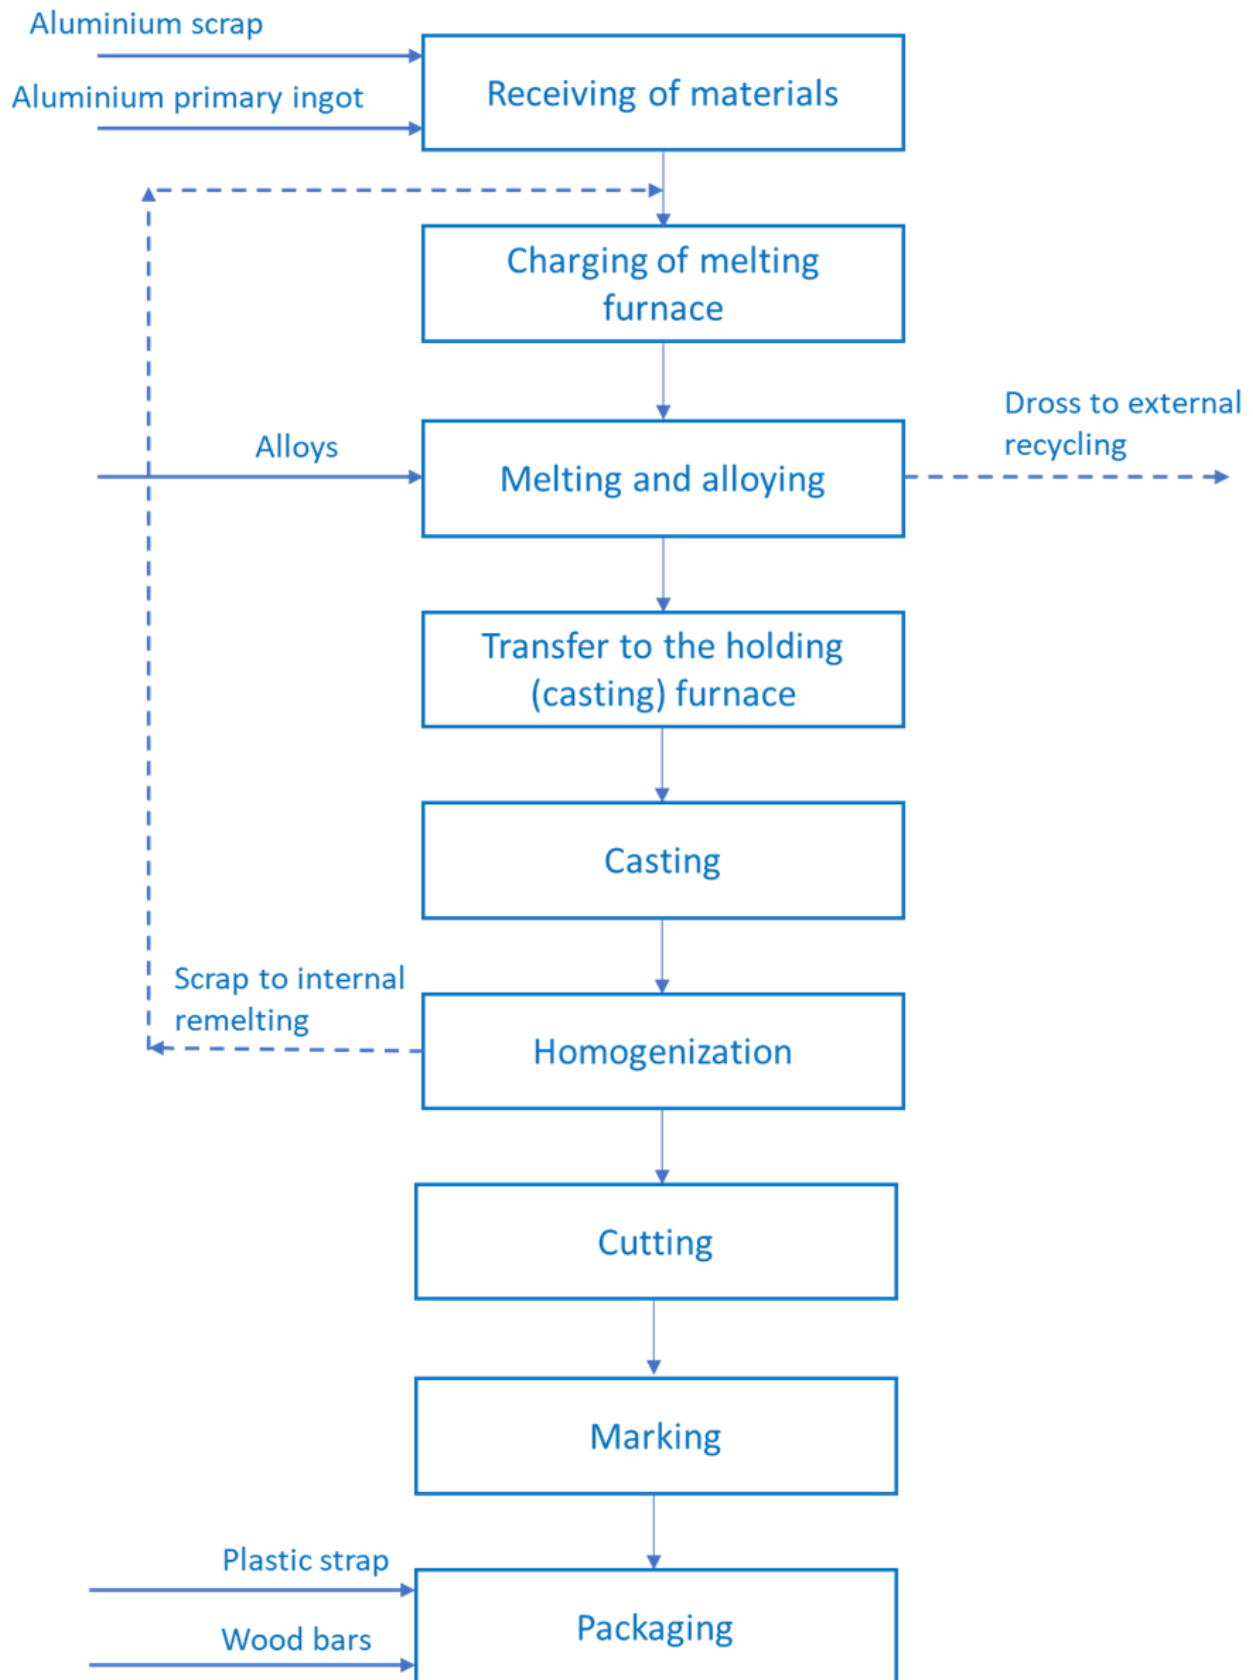 Aluminium scrap
Aluminium primary ingot
Receiving of materials
Charging of melting
furnace
Alloys
Melting and alloying
Dross to external
recycling
Transfer to the holding
(casting) furnace
Casting
Scrap to internal
remelting
Homogenization
Cutting
Marking
Plastic strap
Wood bars
Packaging